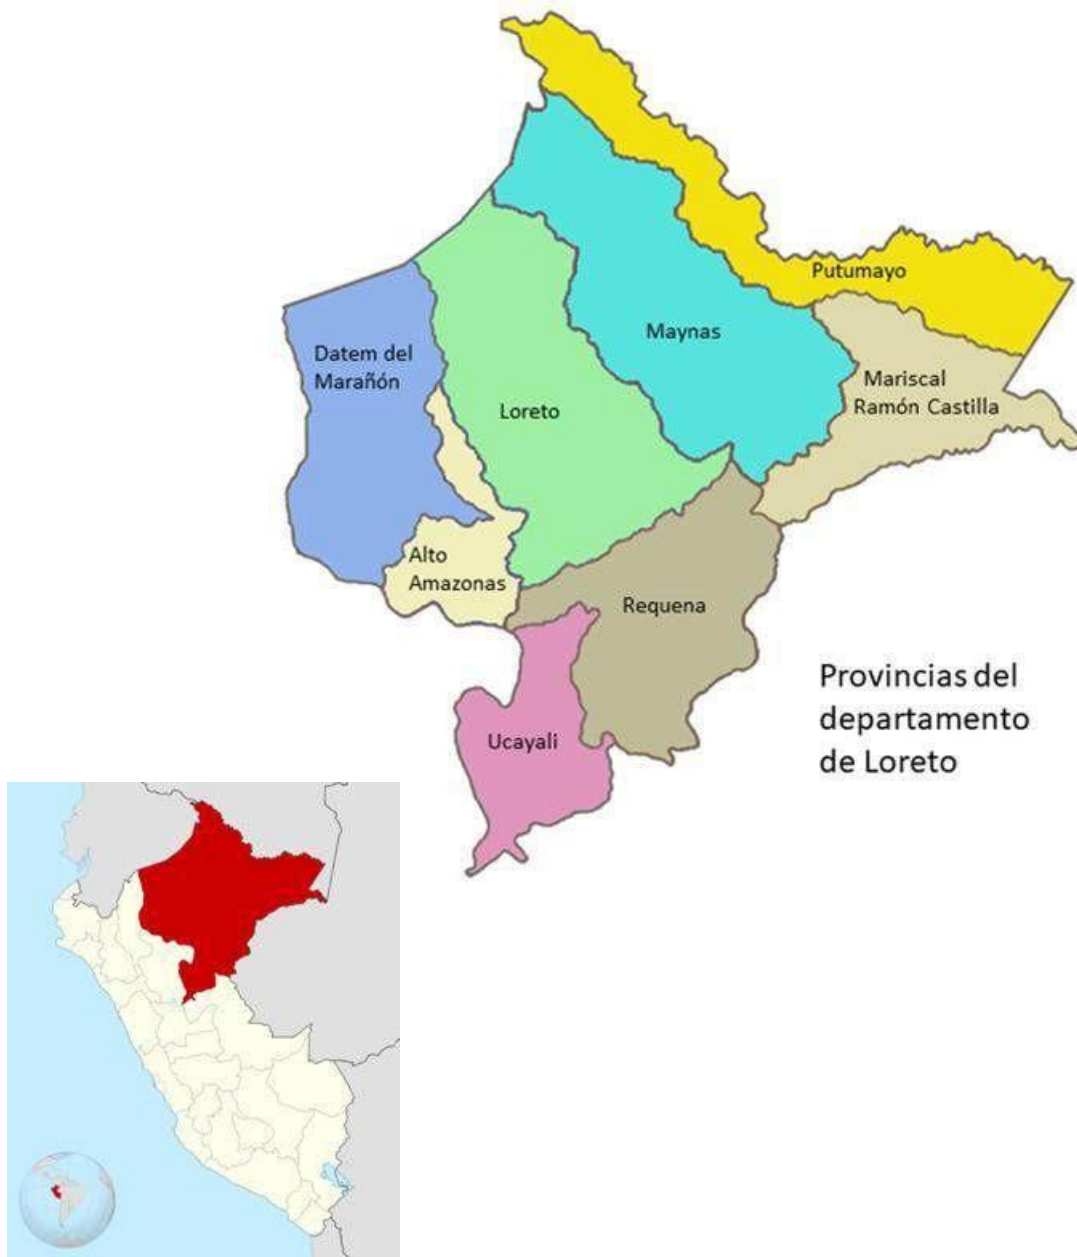 Putumayo
Maynas
Datem del
Marañón
Mariscal
Ramón Castilla
Loreto
Alto
Amazonas
Requena
Ucayali
Provincias del
departamento
de Loreto